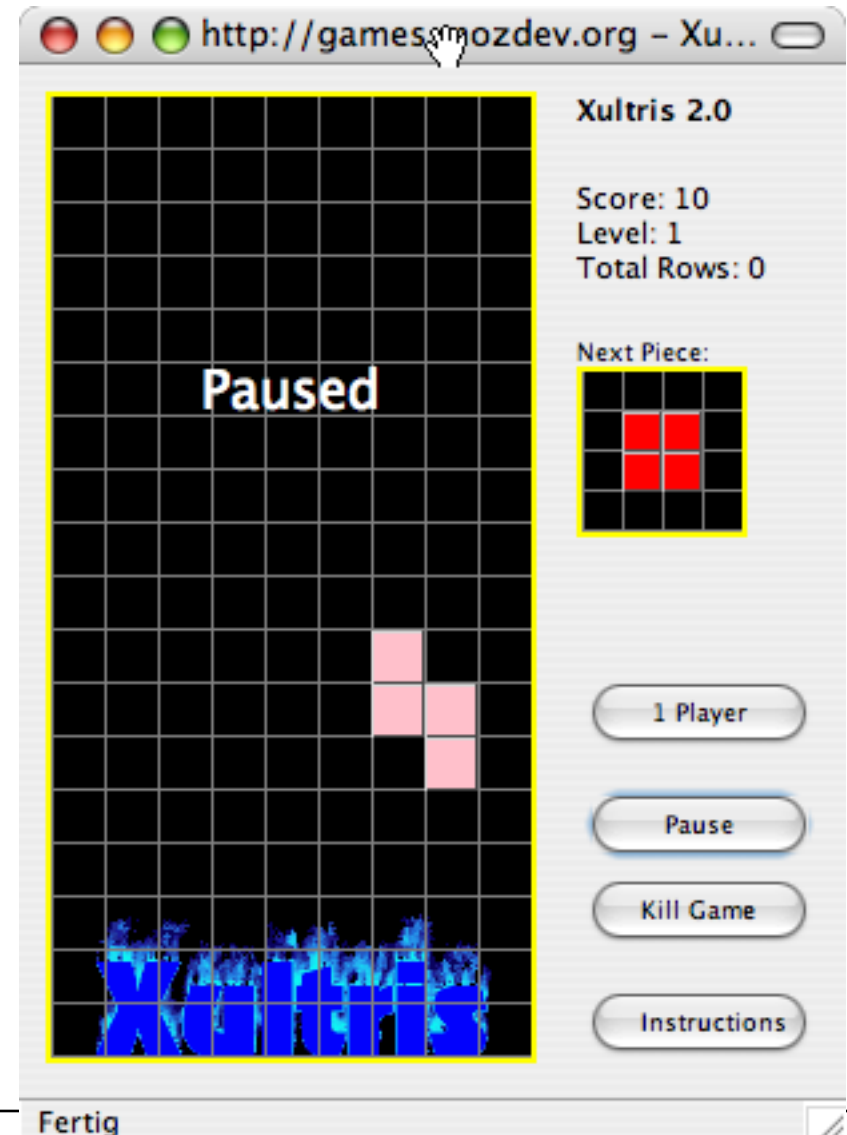 http://games.mozdev.org – Xu...
Xultris 2.0
Score: 10
Level: 1
Total Rows: 0
Next Piece:
Paused
1 Player
Pause
Kill Game
Xultris
Instructions
Fertig